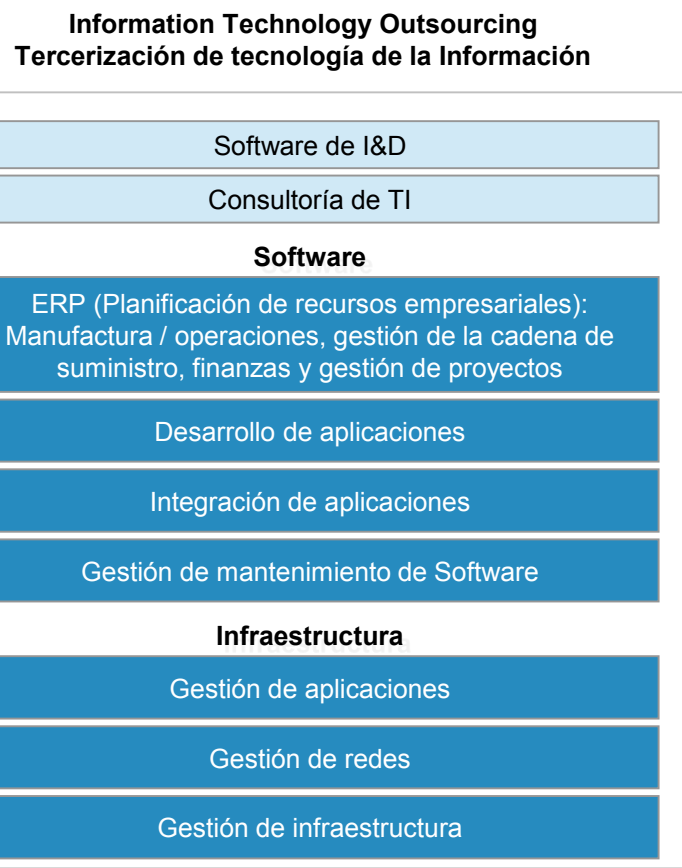 Information Technology Outsourcing
Tercerización de tecnología de la Información
Software de I&D
Consultoría de TI
Software
ERP (Planificación de recursos empresariales):
Manufactura / operaciones, gestión de la cadena de
suministro, finanzas y gestión de proyectos
Desarrollo de aplicaciones
Integración de aplicaciones
Gestión de mantenimiento de Software
Infraestructura
Gestión de aplicaciones
Gestión de redes
Gestión de infraestructura